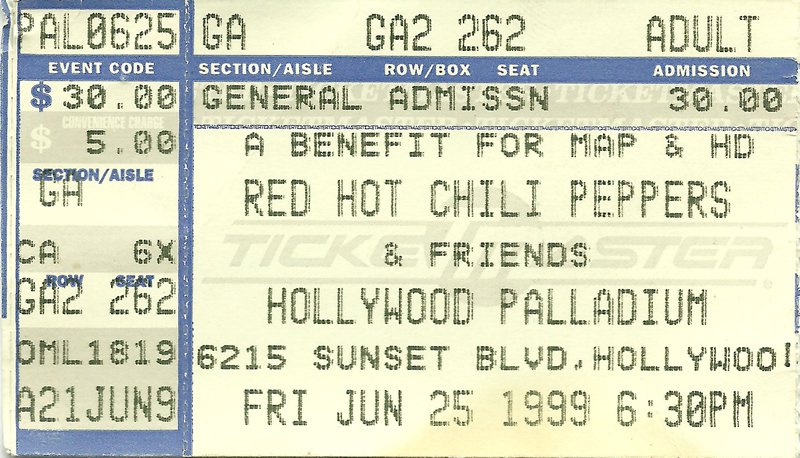 PAL0625
EVENT CODE
$ 30.00
CONVENIENCE CHARGE
$ 5.00
SECTION/AISLE
GA
CA 6X
ROW SEAT
GA2 262
OML1819
A21JUN9
GA GA2 262 ADULT
SECTION/AISLE ROW/BOX SEAT ADMISSION
GENERAL ADMISSN 30.00
A BENEFIT FOR MAP & HD
RED HOT CHILI PEPPERS
TICKETMASTER
& FRIENDS
HOLLYWOOD PALLADIUM
6215 SUNSET BLVD.HOLLYWOO
FRI JUN 25 1999 6:30PM